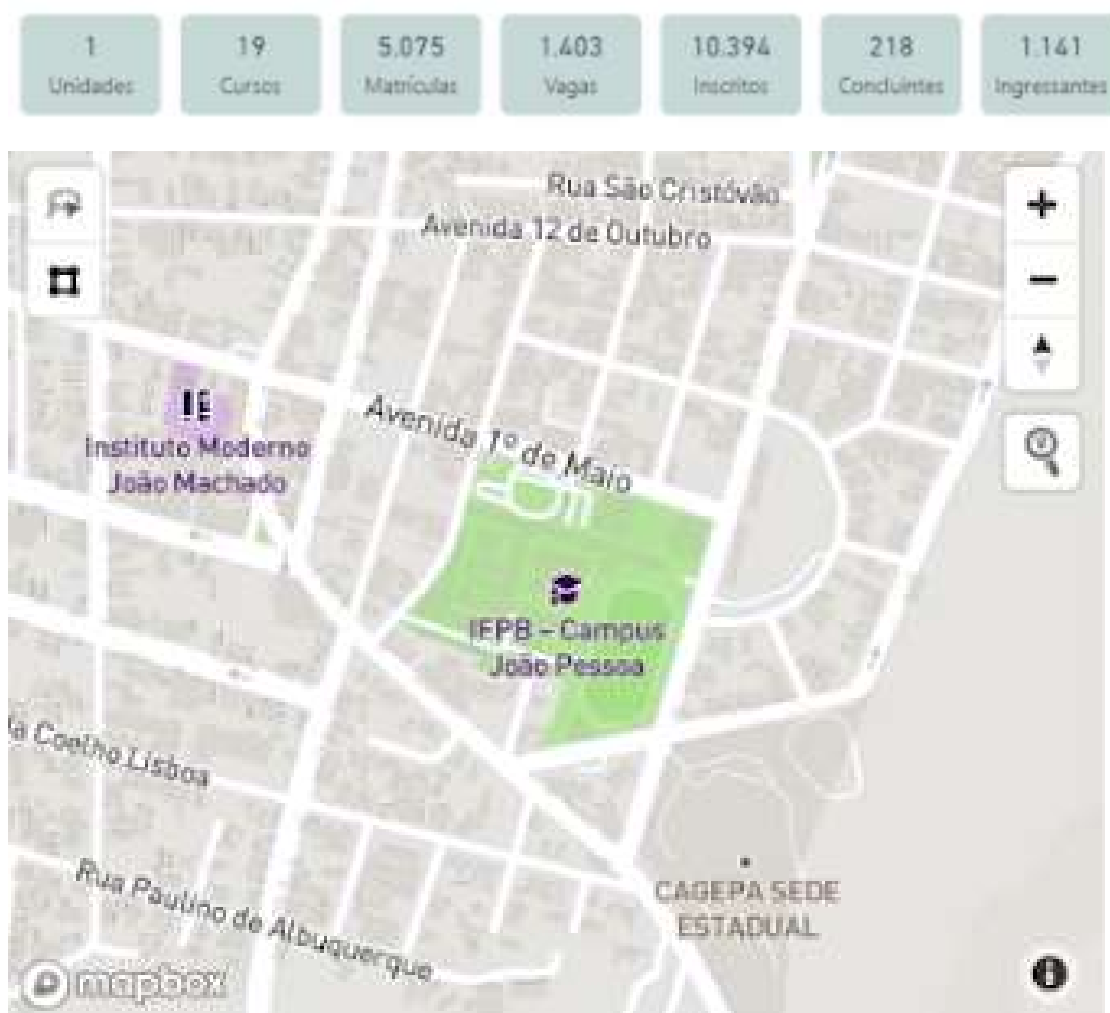 1
Unidades
19
Cursos
5.075
Matrículas
1.403
Vagas
10.394
Inscritos
218
Concluintes
1.141
Ingressantes
Rua São Cristóvão
Avenida 12 de Outubro
Avenida 1º de Maio
Instituto Moderno
João Machado
IFPB – Campus
João Pessoa
la Coelho Lisboa
Rua Paulino de Albuquerque
CAGEPA SEDE
ESTADUAL
mapbox